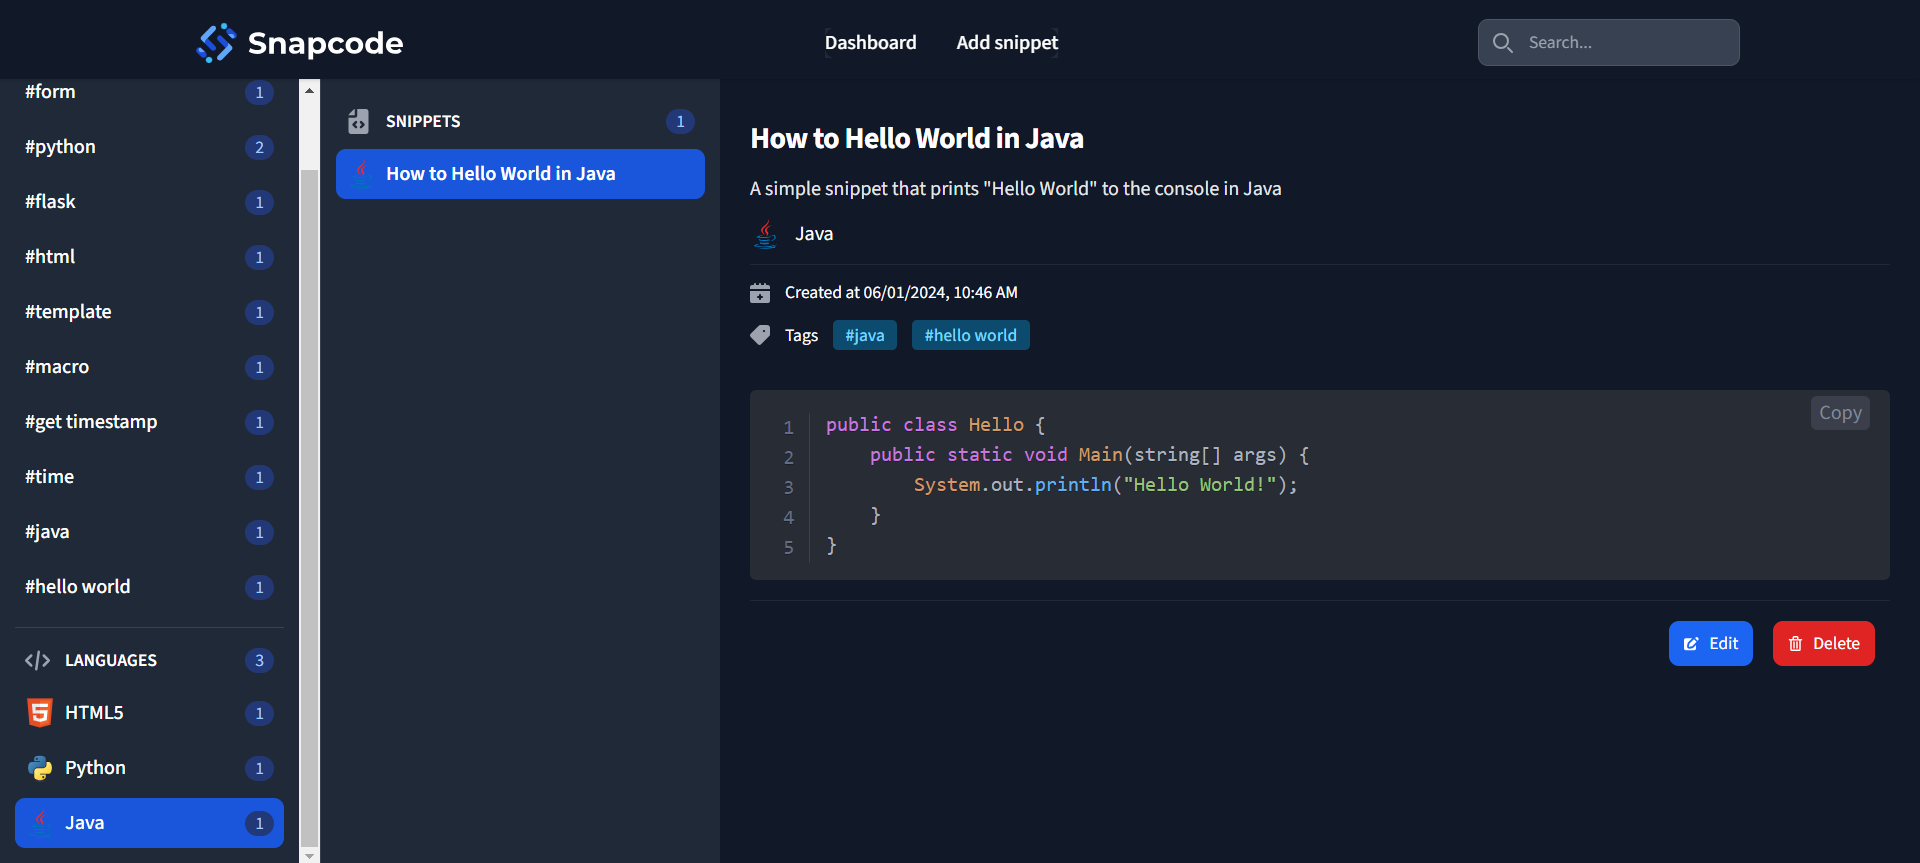 Snapcode
Dashboard
Add snippet
Search...
#form 1
#python 2
#flask 1
#html 1
#template 1
#macro 1
#get timestamp 1
#time 1
#java 1
#hello world 1
LANGUAGES 3
HTML5 1
Python 1
Java 1
SNIPPETS 1
How to Hello World in Java
How to Hello World in Java
A simple snippet that prints "Hello World" to the console in Java
Java
Created at 06/01/2024, 10:46 AM
Tags #java #hello world
Copy
1 public class Hello {
2     public static void Main(string[] args) {
3         System.out.println("Hello World!");
4     }
5 }
Edit
Delete